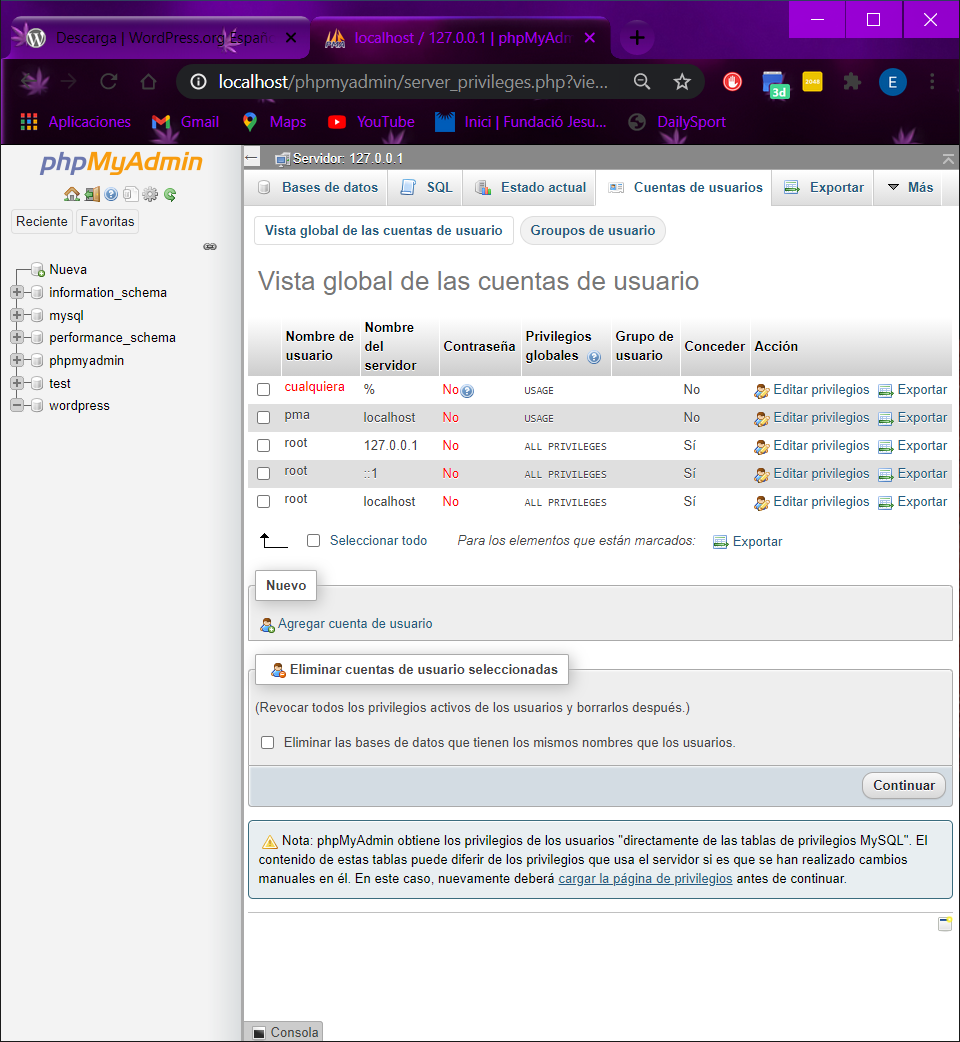 Descarga | WordPress.org Español
localhost / 127.0.0.1 | phpMyAdm
localhost/phpmyadmin/server_privileges.php?vie...
3d
2048
E
Aplicaciones
Gmail
Maps
YouTube
Inici | Fundació Jesu...
DailySport
phpMyAdmin
Reciente
Favoritas
Nueva
information_schema
mysql
performance_schema
phpmyadmin
test
wordpress
Servidor: 127.0.0.1
Bases de datos
SQL
Estado actual
Cuentas de usuarios
Exportar
Más
Vista global de las cuentas de usuario
Groupos de usuario
Vista global de las cuentas de usuario
Nombre de usuario Nombre del servidor Contraseña Privilegios globales Grupo de usuario Conceder Acción
cualquiera % No USAGE No Editar privilegios Exportar
pma localhost No USAGE No Editar privilegios Exportar
root 127.0.0.1 No ALL PRIVILEGES Sí Editar privilegios Exportar
root ::1 No ALL PRIVILEGES Sí Editar privilegios Exportar
root localhost No ALL PRIVILEGES Sí Editar privilegios Exportar
Seleccionar todo Para los elementos que están marcados: Exportar
Nuevo
Agregar cuenta de usuario
Eliminar cuentas de usuario seleccionadas
(Revocar todos los privilegios activos de los usuarios y borrarlos después.)
Eliminar las bases de datos que tienen los mismos nombres que los usuarios.
Continuar
Nota: phpMyAdmin obtiene los privilegios de los usuarios "directamente de las tablas de privilegios MySQL". El
contenido de estas tablas puede diferir de los privilegios que usa el servidor si es que se han realizado cambios
manuales en él. En este caso, nuevamente deberá cargar la página de privilegios antes de continuar.
Consola